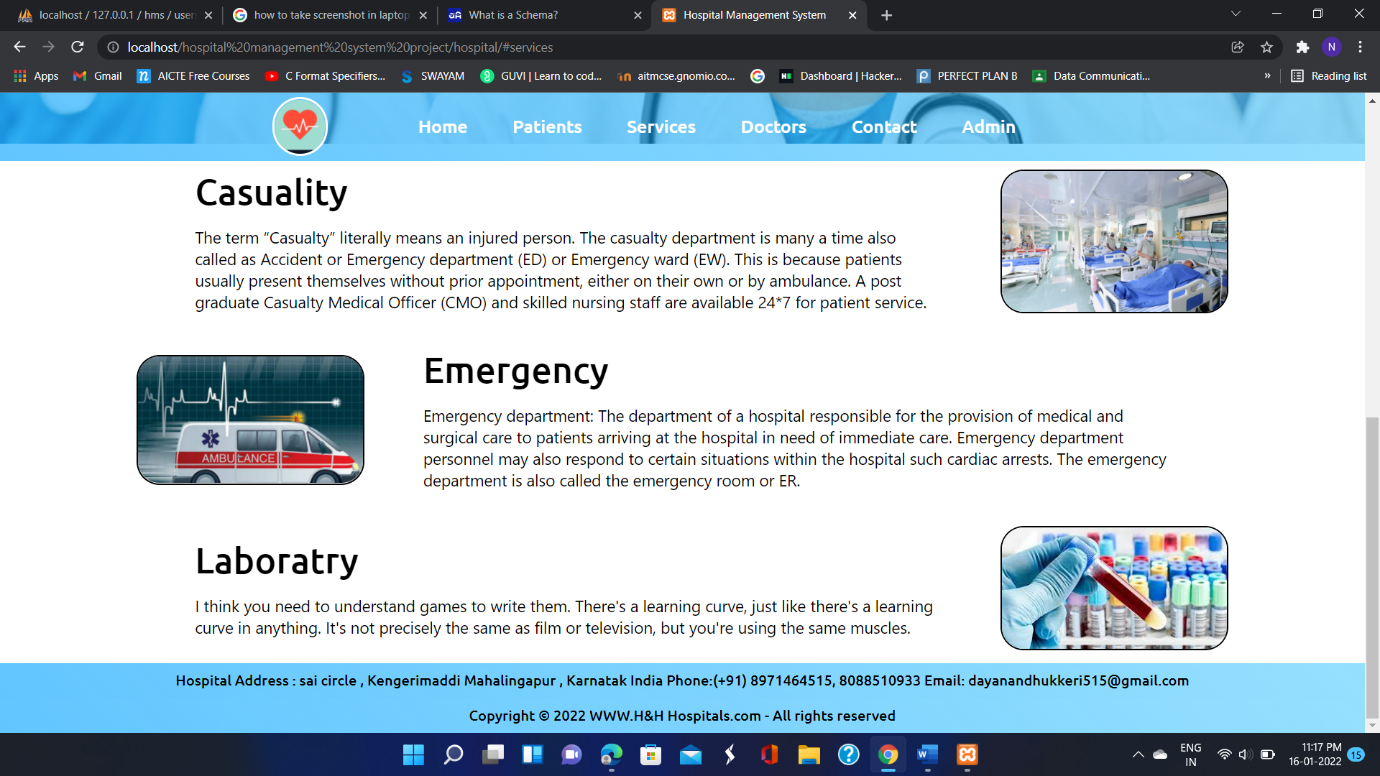 localhost / 127.0.0.1 / hms / user
how to take screenshot in laptop
What is a Schema?
Hospital Management System
localhost/hospital%20management%20system%20project/hospital/#services
Apps
Gmail
AICTE Free Courses
C Format Specifiers...
SWAYAM
GUVI | Learn to cod...
aitmcse.gnomio.co...
Dashboard | Hacker...
PERFECT PLAN B
Data Communicati...
»
Reading list
N
Home Patients Services Doctors Contact Admin
Casuality
The term “Casualty” literally means an injured person. The casualty department is many a time also
called as Accident or Emergency department (ED) or Emergency ward (EW). This is because patients
usually present themselves without prior appointment, either on their own or by ambulance. A post
graduate Casualty Medical Officer (CMO) and skilled nursing staff are available 24*7 for patient service.
AMBULANCE
Emergency
Emergency department: The department of a hospital responsible for the provision of medical and
surgical care to patients arriving at the hospital in need of immediate care. Emergency department
personnel may also respond to certain situations within the hospital such cardiac arrests. The emergency
department is also called the emergency room or ER.
Laboratry
I think you need to understand games to write them. There's a learning curve, just like there's a learning
curve in anything. It's not precisely the same as film or television, but you're using the same muscles.
Hospital Address : sai circle , Kengerimaddi Mahalingapur , Karnatak India Phone:(+91) 8971464515, 8088510933 Email: dayanandhukkeri515@gmail.com
Copyright © 2022 WWW.H&H Hospitals.com - All rights reserved
ENG
IN
11:17 PM
16-01-2022
15